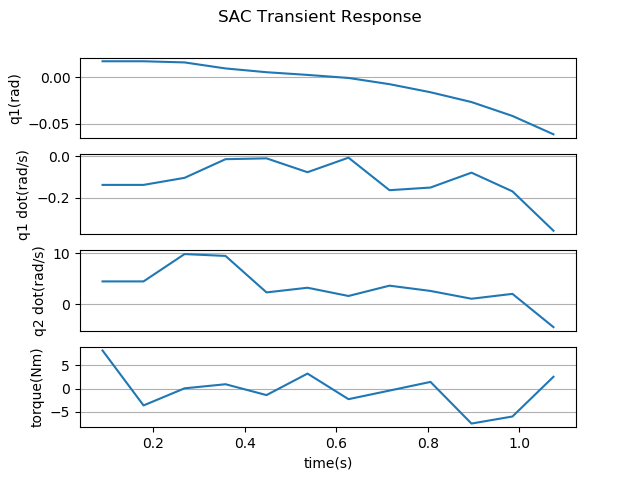 SAC Transient Response
q1(rad)
0.00
−0.05
q1 dot(rad/s)
0.0
−0.2
q2 dot(rad/s)
10
0
torque(Nm)
5
0
−5
0.2 0.4 0.6 0.8 1.0
time(s)